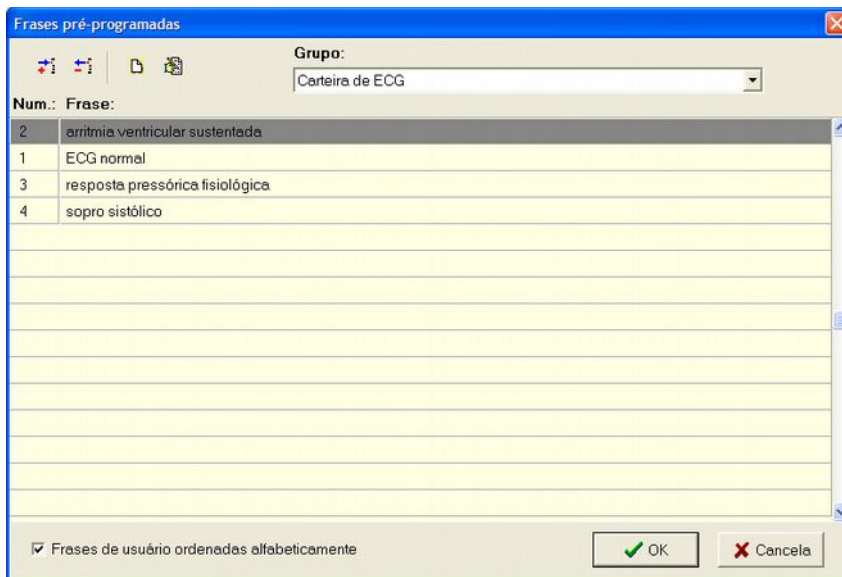 Frases pré-programadas
Grupo:
Carteira de ECG
Num.: Frase:
2 arritmia ventricular sustentada
1 ECG normal
3 resposta pressórica fisiológica
4 sopro sistólico
Frases de usuário ordenadas alfabeticamente
OK
Cancela